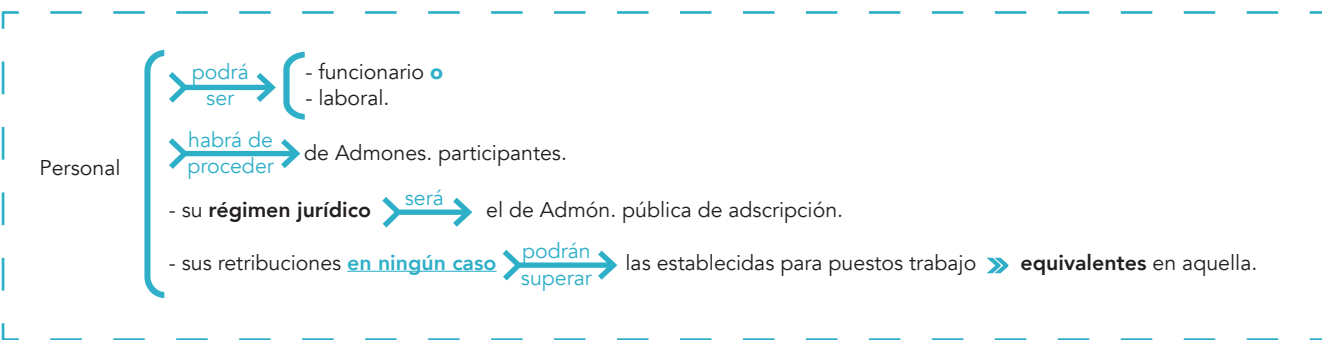 podrá
ser
- funcionario o
- laboral.
habrá de
proceder
de Admones. participantes.
Personal
- su régimen jurídico será el de Admón. pública de adscripción.
- sus retribuciones en ningún caso podrán superar las establecidas para puestos trabajo equivalentes en aquella.